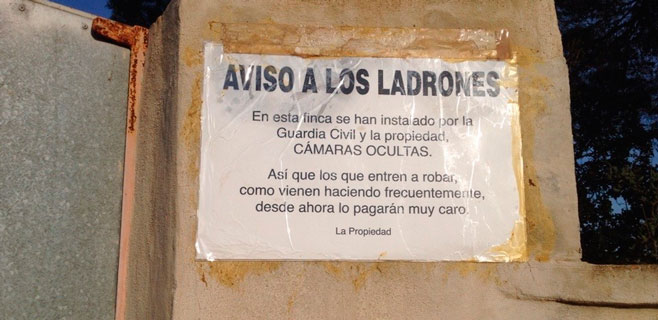 AVISO A LOS LADRONES
En esta finca se han instalado por la
Guardia Civil y la propiedad,
CÁMARAS OCULTAS.
Así que los que entren a robar,
como vienen haciendo frecuentemente,
desde ahora lo pagarán muy caro.
La Propiedad